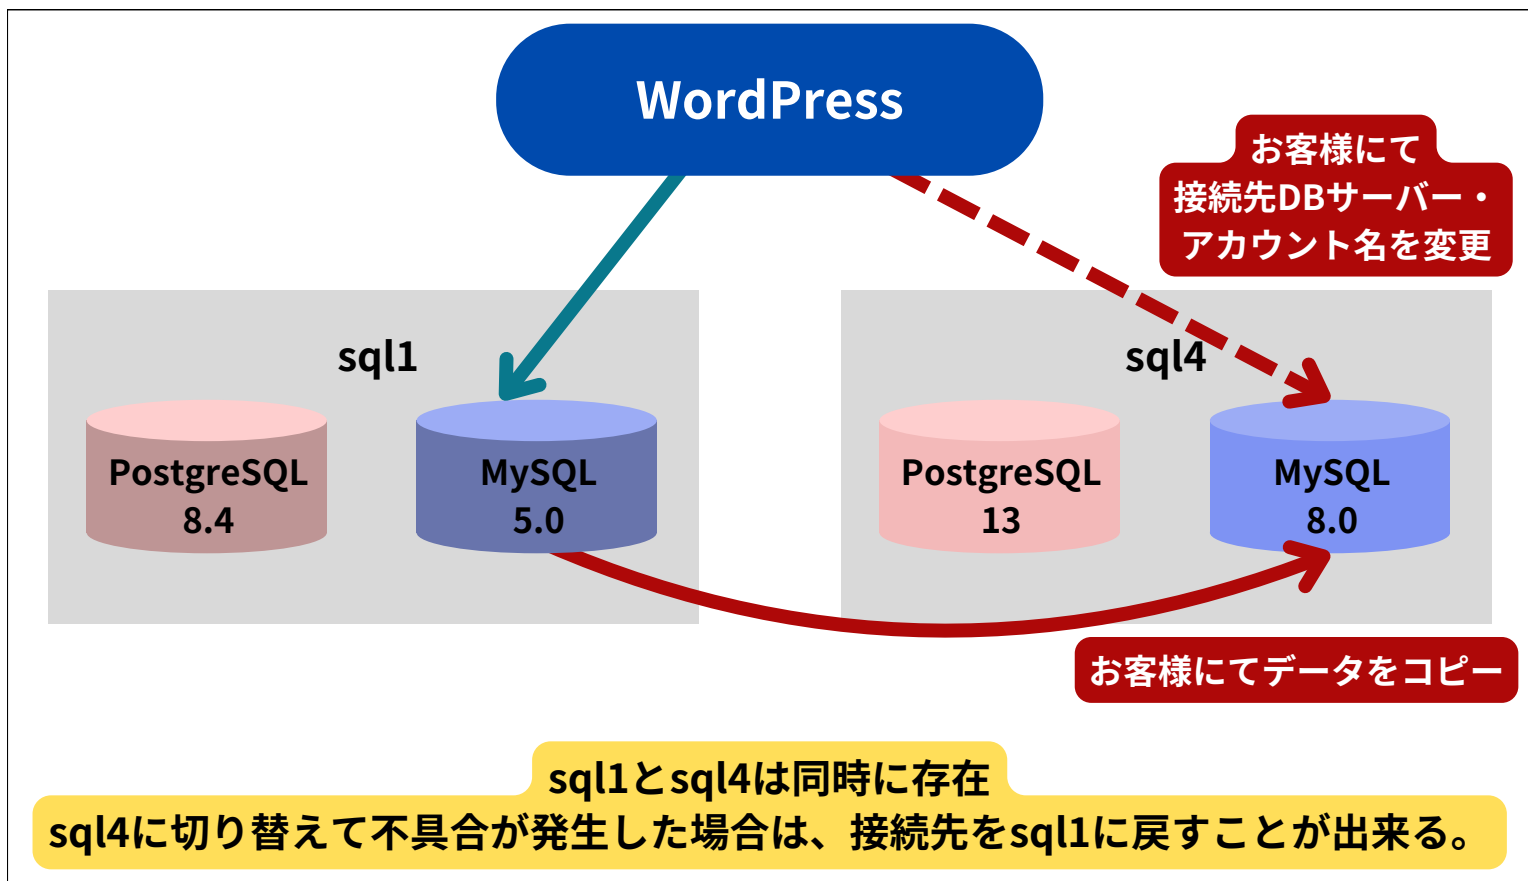 WordPress
お客様にて
接続先DBサーバー・
アカウント名を変更
sql1
sql4
PostgreSQL
8.4
MySQL
5.0
PostgreSQL
13
MySQL
8.0
お客様にてデータをコピー
sql1とsql4は同時に存在
sql4に切り替えて不具合が発生した場合は、接続先をsql1に戻すことが出来る。